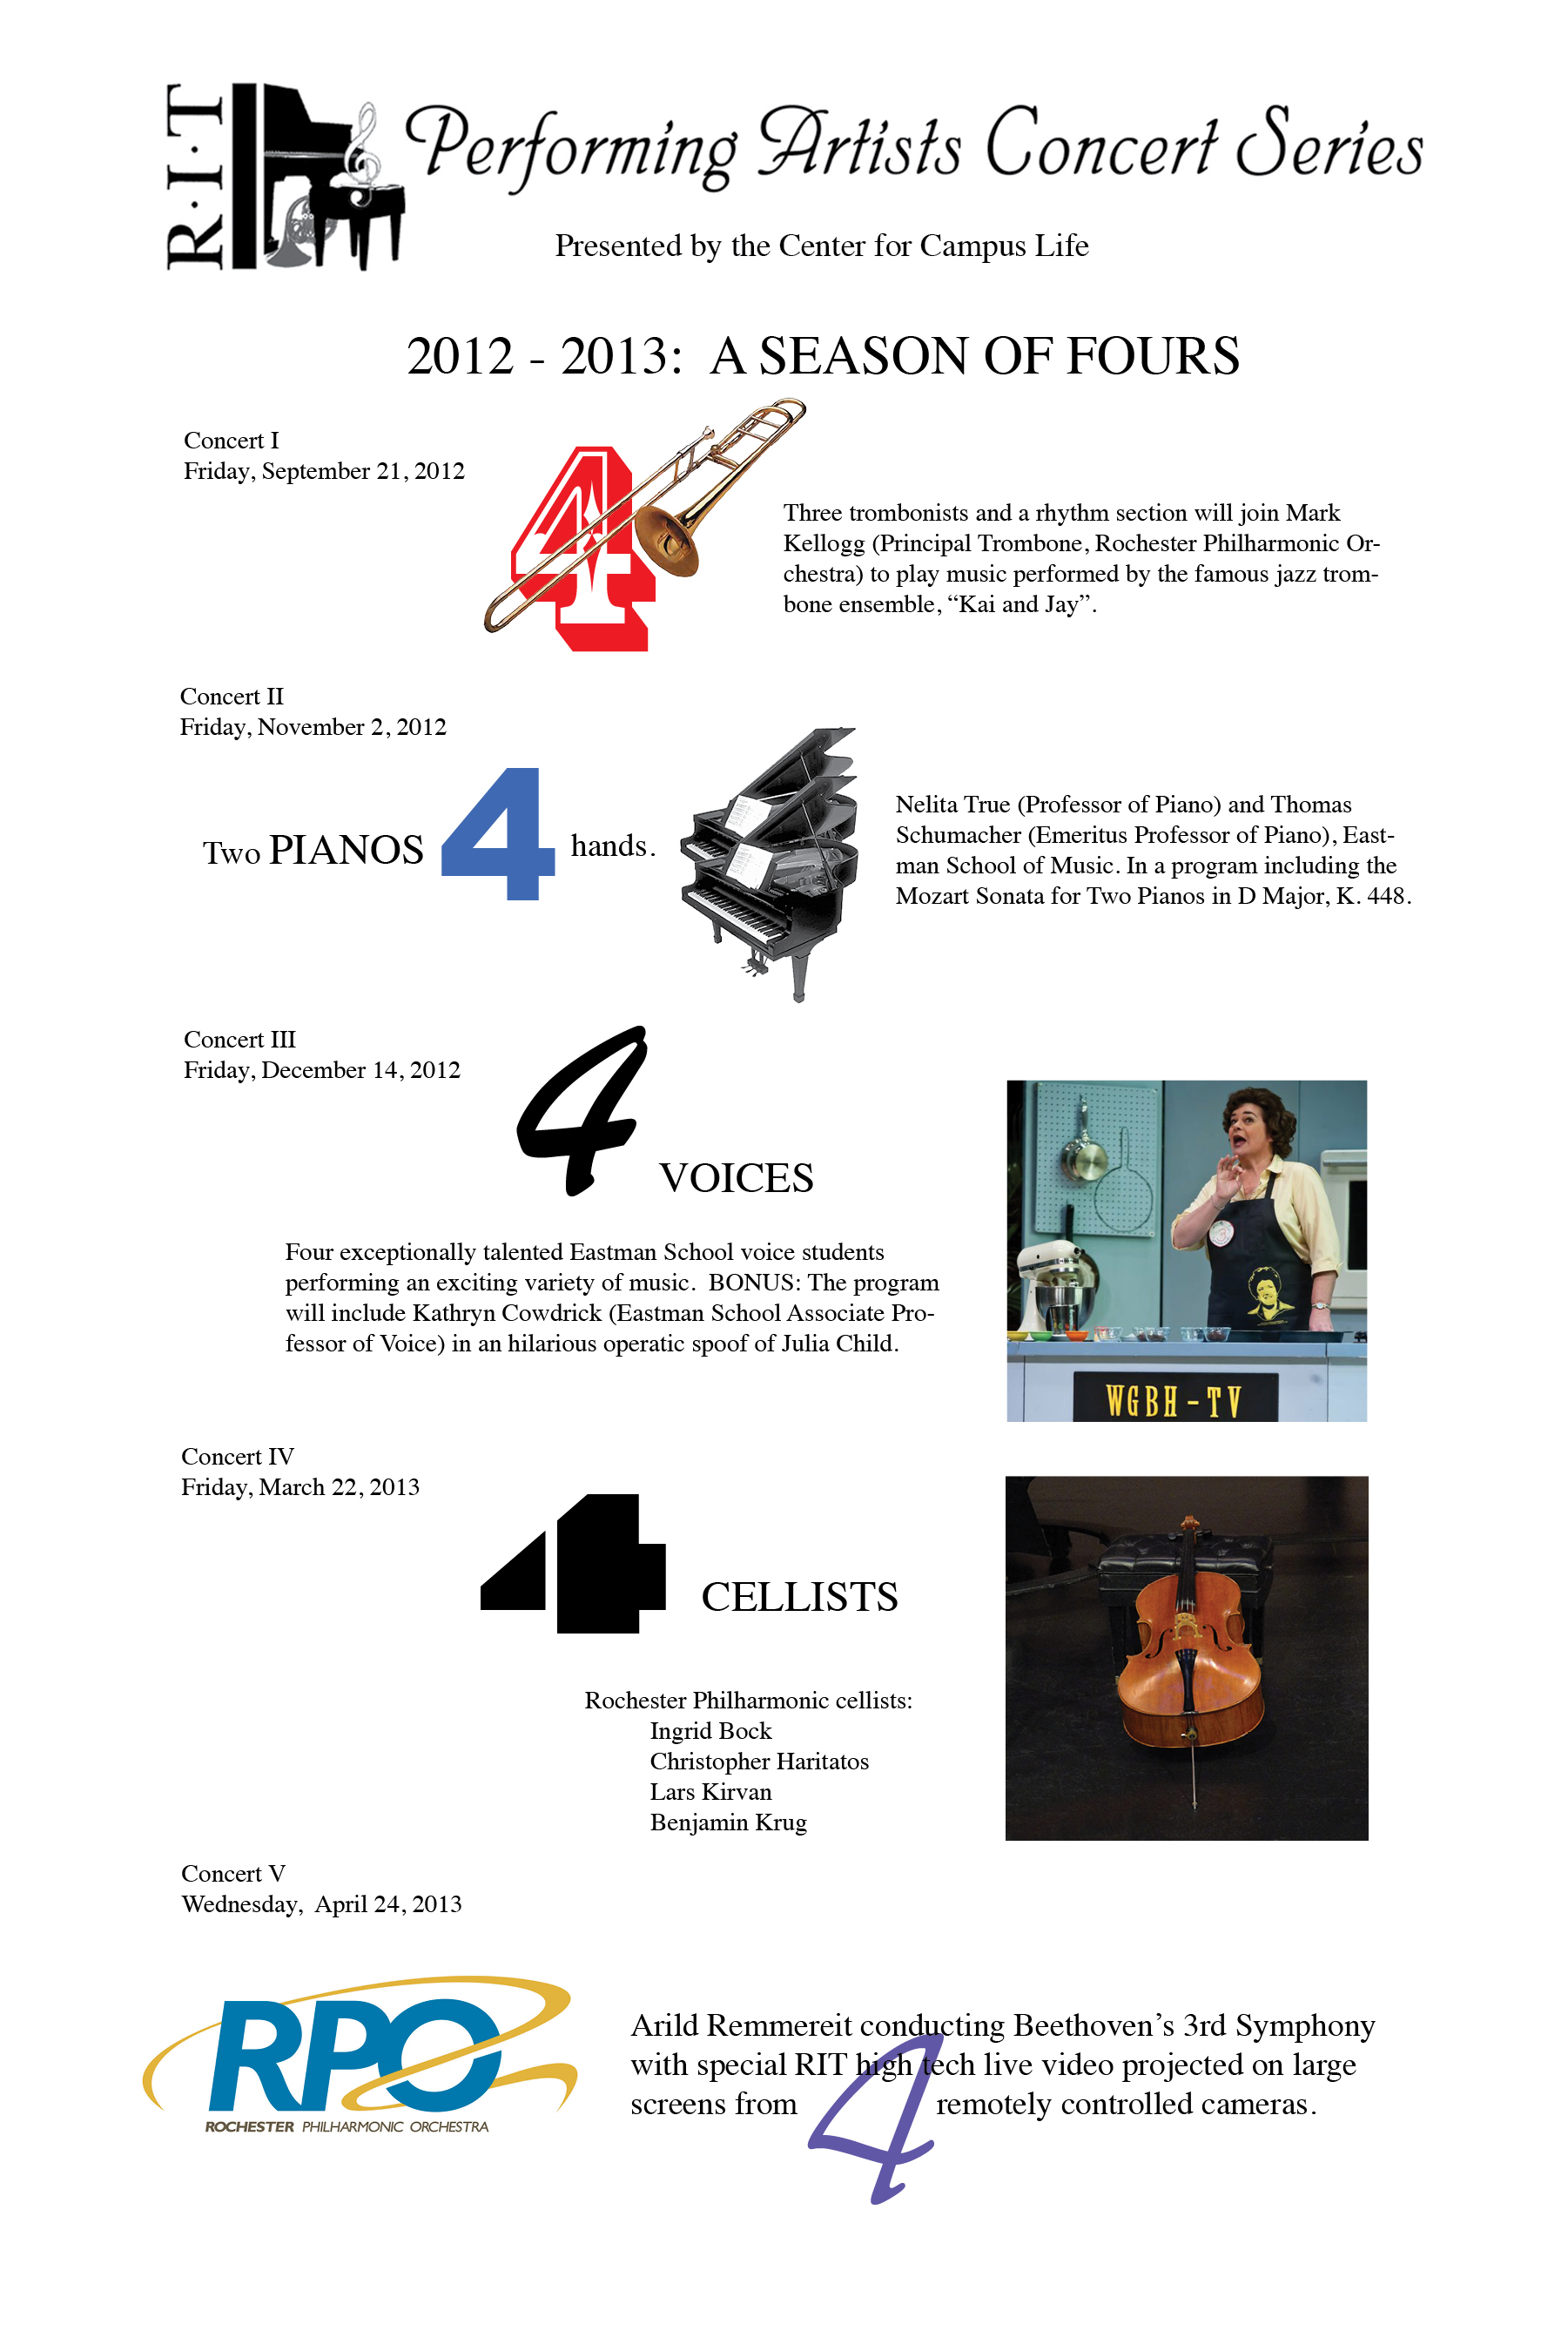 R·I·T
Performing Artists Concert Series
Presented by the Center for Campus Life
2012 - 2013:  A SEASON OF FOURS
Concert I
Friday, September 21, 2012
4
Three trombonists and a rhythm section will join Mark
Kellogg (Principal Trombone, Rochester Philharmonic Or-
chestra) to play music performed by the famous jazz trom-
bone ensemble, “Kai and Jay”.
Concert II
Friday, November 2, 2012
Two PIANOS 4 hands.
Nelita True (Professor of Piano) and Thomas
Schumacher (Emeritus Professor of Piano), East-
man School of Music. In a program including the
Mozart Sonata for Two Pianos in D Major, K. 448.
Concert III
Friday, December 14, 2012
4 VOICES
Four exceptionally talented Eastman School voice students
performing an exciting variety of music.  BONUS: The program
will include Kathryn Cowdrick (Eastman School Associate Pro-
fessor of Voice) in an hilarious operatic spoof of Julia Child.
WGBH-TV
Concert IV
Friday, March 22, 2013
4 CELLISTS
Rochester Philharmonic cellists:
Ingrid Bock
Christopher Haritatos
Lars Kirvan
Benjamin Krug
Concert V
Wednesday,  April 24, 2013
RPO
ROCHESTER PHILHARMONIC ORCHESTRA
Arild Remmereit conducting Beethoven’s 3rd Symphony
with special RIT high tech live video projected on large
screens from 4 remotely controlled cameras.